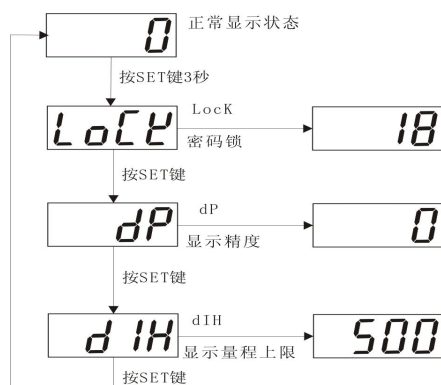 0 正常显示状态
按SET键3秒
LoCK LocK 18
密码锁
按SET键
dP dP 0
显示精度
按SET键
dIH dIH 500
显示量程上限
按SET键